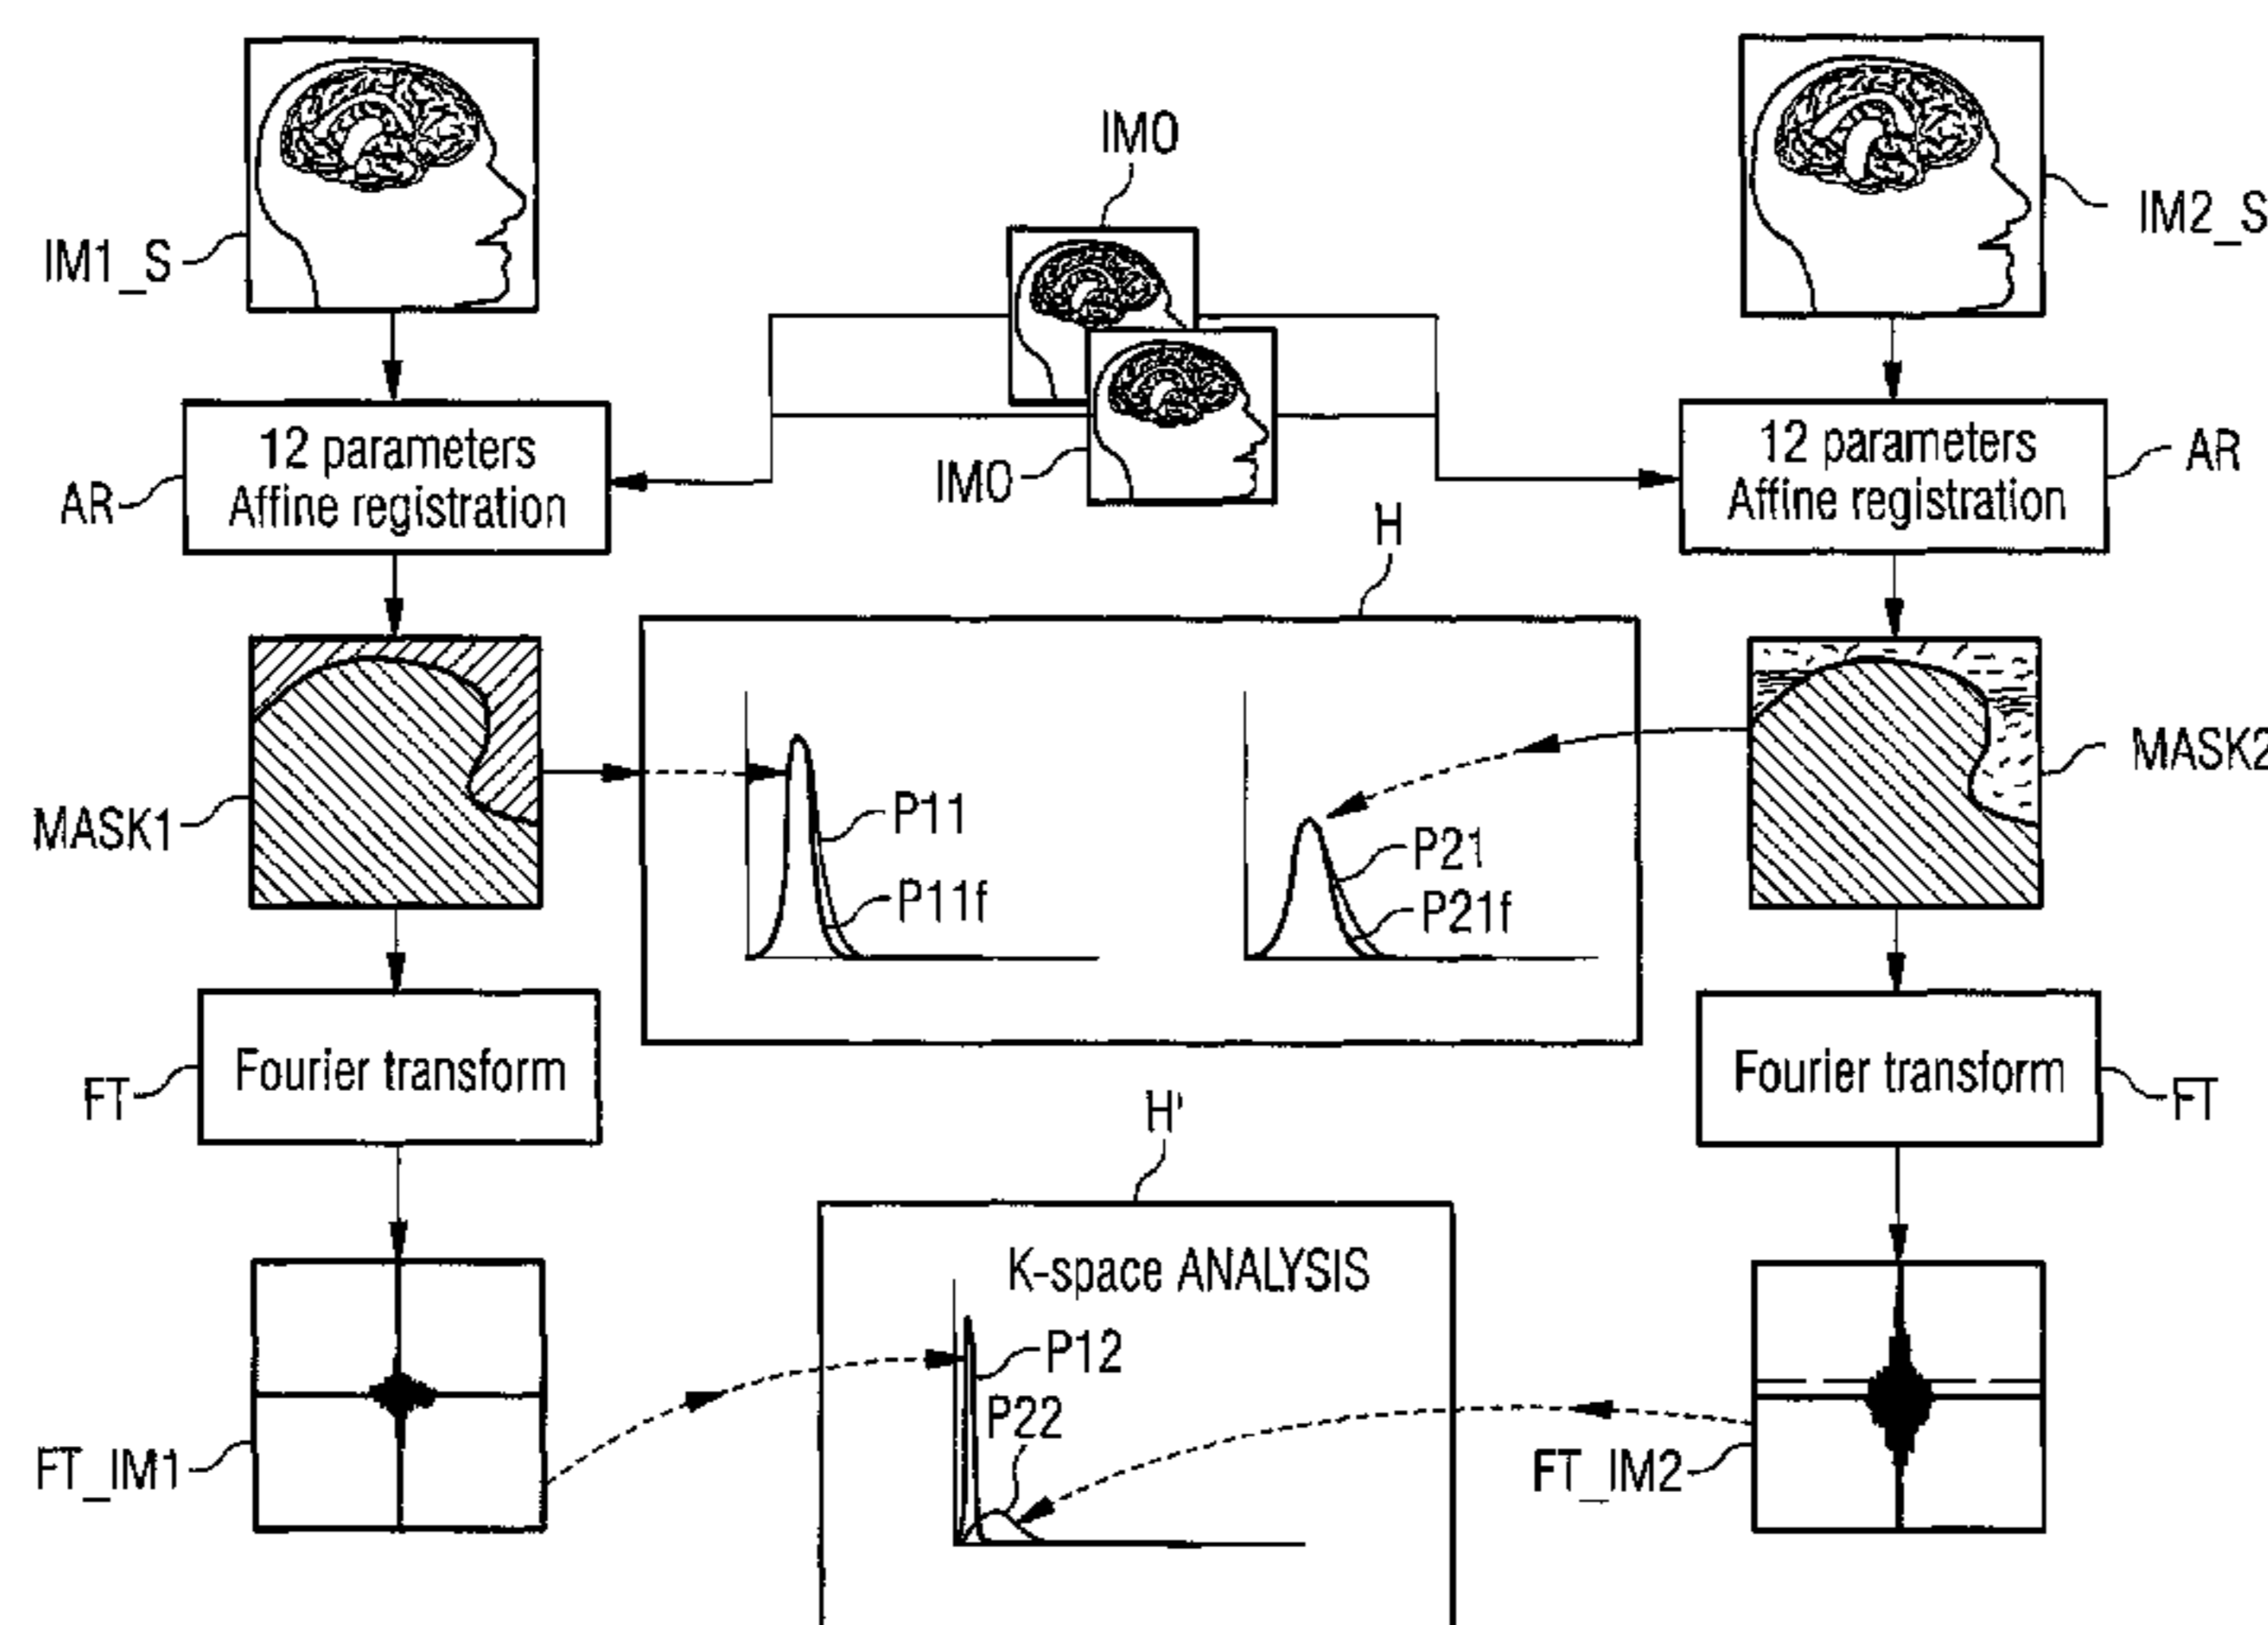 IM1_S
IM0
IM2_S
12 parameters
Affine registration
AR
IM0
12 parameters
Affine registration
AR
H
MASK1
P11
P11f
P21
P21f
MASK2
Fourier transform
FT
Fourier transform
FT
H'
K-space ANALYSIS
P12
P22
FT_IM1
FT_IM2